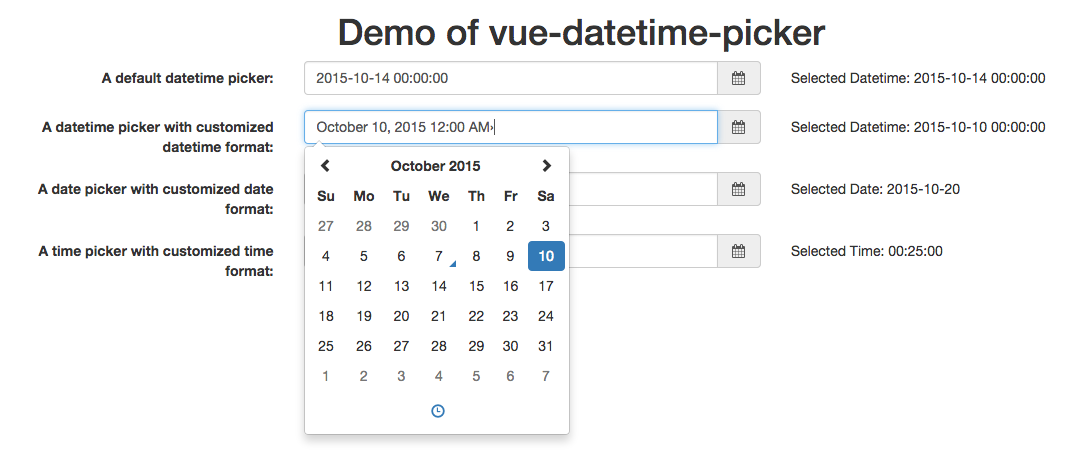 Demo of vue-datetime-picker
A default datetime picker:
2015-10-14 00:00:00
Selected Datetime: 2015-10-14 00:00:00
A datetime picker with customized
datetime format:
October 10, 2015 12:00 AM›
Selected Datetime: 2015-10-10 00:00:00
A date picker with customized date
format:
Selected Date: 2015-10-20
A time picker with customized time
format:
Selected Time: 00:25:00
October 2015
Su Mo Tu We Th Fr Sa
27 28 29 30 1 2 3
4 5 6 7 8 9 10
11 12 13 14 15 16 17
18 19 20 21 22 23 24
25 26 27 28 29 30 31
1 2 3 4 5 6 7